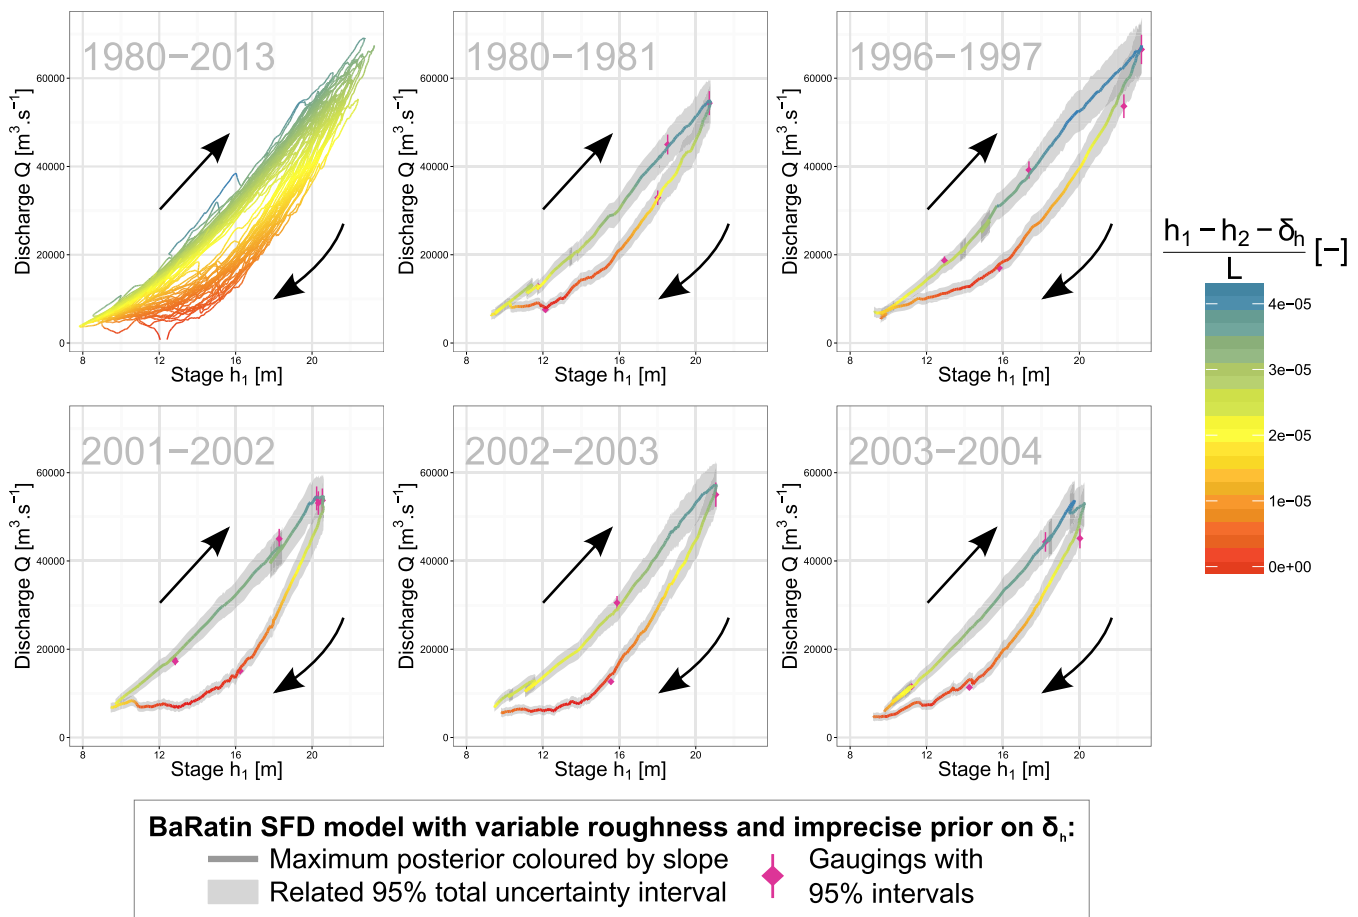 1980−2013
Discharge Q [m³.s⁻¹]
60000
40000
20000
0
8 12 16 20
Stage h₁ [m]
1980−1981
Discharge Q [m³.s⁻¹]
60000
40000
20000
0
8 12 16 20
Stage h₁ [m]
1996−1997
Discharge Q [m³.s⁻¹]
60000
40000
20000
0
8 12 16 20
Stage h₁ [m]
h₁ − h₂ − δₕ
L
[−]
4e−05
3e−05
2e−05
1e−05
0e+00
2001−2002
Discharge Q [m³.s⁻¹]
60000
40000
20000
0
8 12 16 20
Stage h₁ [m]
2002−2003
Discharge Q [m³.s⁻¹]
60000
40000
20000
0
8 12 16 20
Stage h₁ [m]
2003−2004
Discharge Q [m³.s⁻¹]
60000
40000
20000
0
8 12 16 20
Stage h₁ [m]
BaRatin SFD model with variable roughness and imprecise prior on δₕ:
Maximum posterior coloured by slope
Related 95% total uncertainty interval
Gaugings with
95% intervals